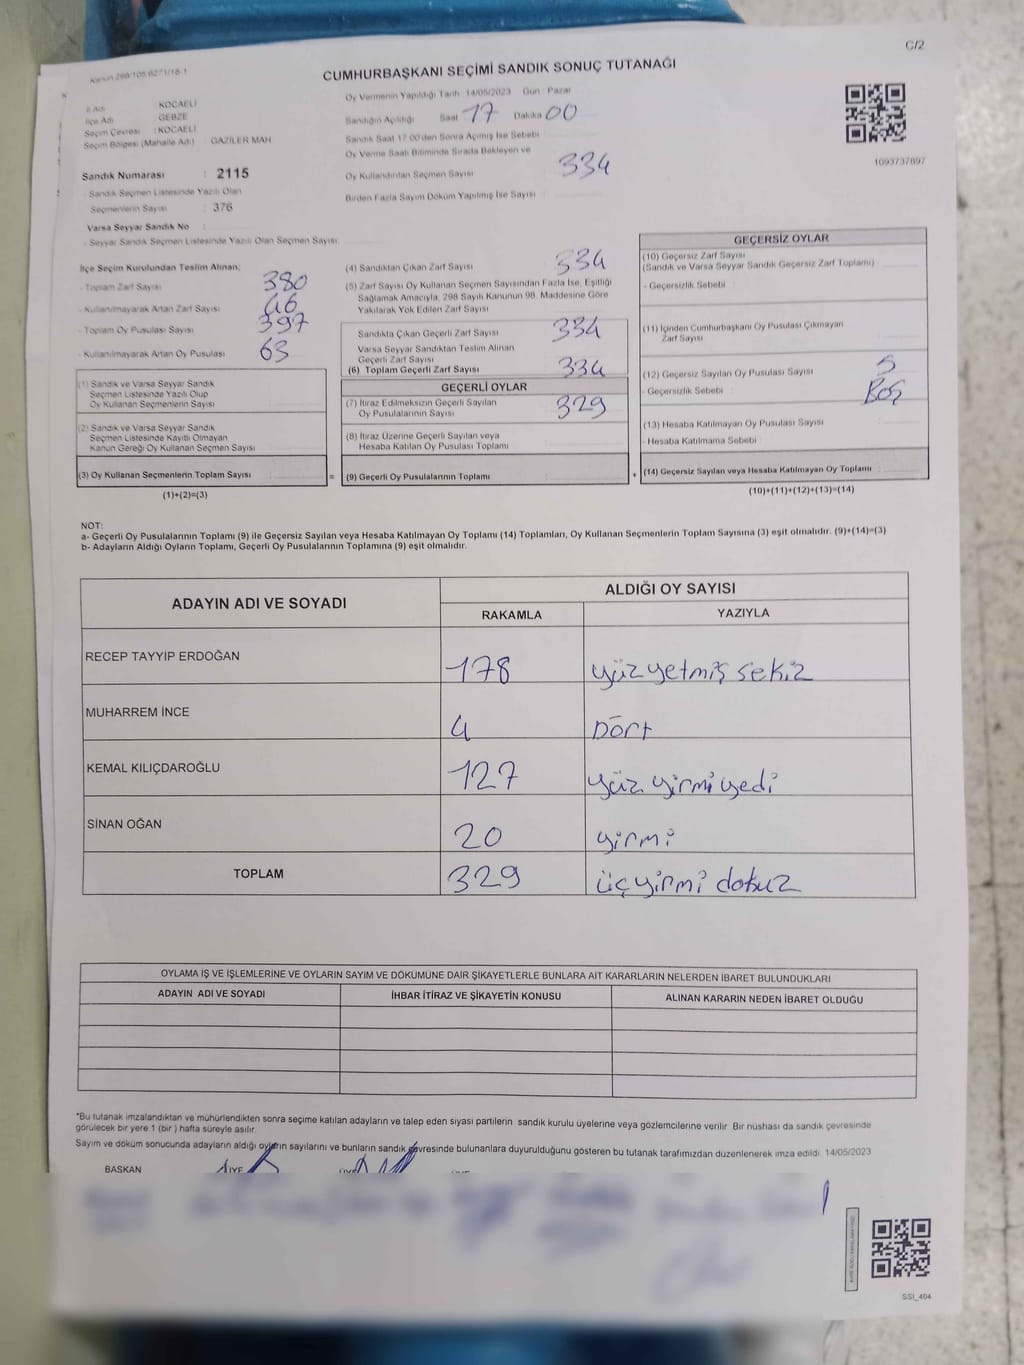 C/2
CUMHURBAŞKANI SEÇİMİ SANDIK SONUÇ TUTANAĞI
İl Adı KOCAELİ
İlçe Adı GEBZE
Seçim Çevresi : KOCAELİ
Seçim Bölgesi (Mahalle Adı) GAZİLER MAH
Sandık Numarası : 2115
- Sandık Seçmen Listesinde Yazılı Olan
Seçmenlerin Sayısı : 376
Varsa Seyyar Sandık No :
- Seyyar Sandık Seçmen Listesinde Yazılı Olan Seçmen Sayısı
Oy Vermenin Yapıldığı Tarih 14/05/2023 Gün Pazar
Sandığın Açıldığı Saat 17 Dakika 00
Sandık Saat 17.00'den Sonra Açılmış İse Sebebi
Oy Verme Saati Bitiminde Sırada Bekleyen ve
Oy Kullandırılan Seçmen Sayısı 334
Birden Fazla Sayım Döküm Yapılmış İse Sayısı
1093737897
İlçe Seçim Kurulundan Teslim Alınan;
- Toplam Zarf Sayısı 380
- Kullanılmayarak Artan Zarf Sayısı 46
- Toplam Oy Pusulası Sayısı 397
- Kullanılmayarak Artan Oy Pusulası 63
(1) Sandık ve Varsa Seyyar Sandık
Seçmen Listesinde Yazılı Olup
Oy Kullanan Seçmenlerin Sayısı
(2) Sandık ve Varsa Seyyar Sandık
Seçmen Listesinde Kayıtlı Olmayan
Kanun Gereği Oy Kullanan Seçmen Sayısı
(3) Oy Kullanan Seçmenlerin Toplam Sayısı =
(1)+(2)=(3)
(4) Sandıktan Çıkan Zarf Sayısı 334
(5) Zarf Sayısı Oy Kullanan Seçmen Sayısından Fazla İse, Eşitliği
Sağlamak Amacıyla, 298 Sayılı Kanunun 98. Maddesine Göre
Yakılarak Yok Edilen Zarf Sayısı
Sandıkta Çıkan Geçerli Zarf Sayısı 334
Varsa Seyyar Sandıktan Teslim Alınan
Geçerli Zarf Sayısı
(6) Toplam Geçerli Zarf Sayısı 334
GEÇERLİ OYLAR
(7) İtiraz Edilmeksizin Geçerli Sayılan
Oy Pusulalarının Sayısı 329
(8) İtiraz Üzerine Geçerli Sayılan veya
Hesaba Katılan Oy Pusulası Toplamı
(9) Geçerli Oy Pusulalarının Toplamı +
GEÇERSİZ OYLAR
(10) Geçersiz Zarf Sayısı
(Sandık ve Varsa Seyyar Sandık Geçersiz Zarf Toplamı)
- Geçersizlik Sebebi
(11) İçinden Cumhurbaşkanı Oy Pusulası Çıkmayan
Zarf Sayısı
(12) Geçersiz Sayılan Oy Pusulası Sayısı 5
- Geçersizlik Sebebi Boş
(13) Hesaba Katılmayan Oy Pusulası Sayısı
- Hesaba Katılmama Sebebi
(14) Geçersiz Sayılan veya Hesaba Katılmayan Oy Toplamı
(10)+(11)+(12)+(13)=(14)
NOT:
a- Geçerli Oy Pusulalarının Toplamı (9) ile Geçersiz Sayılan veya Hesaba Katılmayan Oy Toplamı (14) Toplamları, Oy Kullanan Seçmenlerin Toplam Sayısına (3) eşit olmalıdır. (9)+(14)=(3)
b- Adayların Aldığı Oyların Toplamı, Geçerli Oy Pusulalarının Toplamına (9) eşit olmalıdır.
ADAYIN ADI VE SOYADI
ALDIĞI OY SAYISI
RAKAMLA YAZIYLA
RECEP TAYYIP ERDOĞAN 178 yüz yetmiş sekiz
MUHARREM İNCE 4 Dört
KEMAL KILIÇDAROĞLU 127 yüz yirmi yedi
SİNAN OĞAN 20 yirmi
TOPLAM 329 üçyirmi dokuz
OYLAMA İŞ VE İŞLEMLERİNE VE OYLARIN SAYIM VE DÖKÜMÜNE DAİR ŞİKAYETLERLE BUNLARA AİT KARARLARIN NELERDEN İBARET BULUNDUKLARI
ADAYIN ADI VE SOYADI İHBAR İTİRAZ VE ŞİKAYETİN KONUSU ALINAN KARARIN NEDEN İBARET OLDUĞU
*Bu tutanak imzalandıktan ve mühürlendikten sonra seçime katılan adayların ve talep eden siyasi partilerin sandık kurulu üyelerine veya gözlemcilerine verilir. Bir nüshası da sandık çevresinde
görülecek bir yere 1 (bir ) hafta süreyle asılır.
Sayım ve döküm sonucunda adayların aldığı oyların sayılarını ve bunların sandık çevresinde bulunanlara duyurulduğunu gösteren bu tutanak tarafımızdan düzenlenerek imza edildi. 14/05/2023
BAŞKAN ÜYE
SSI_404